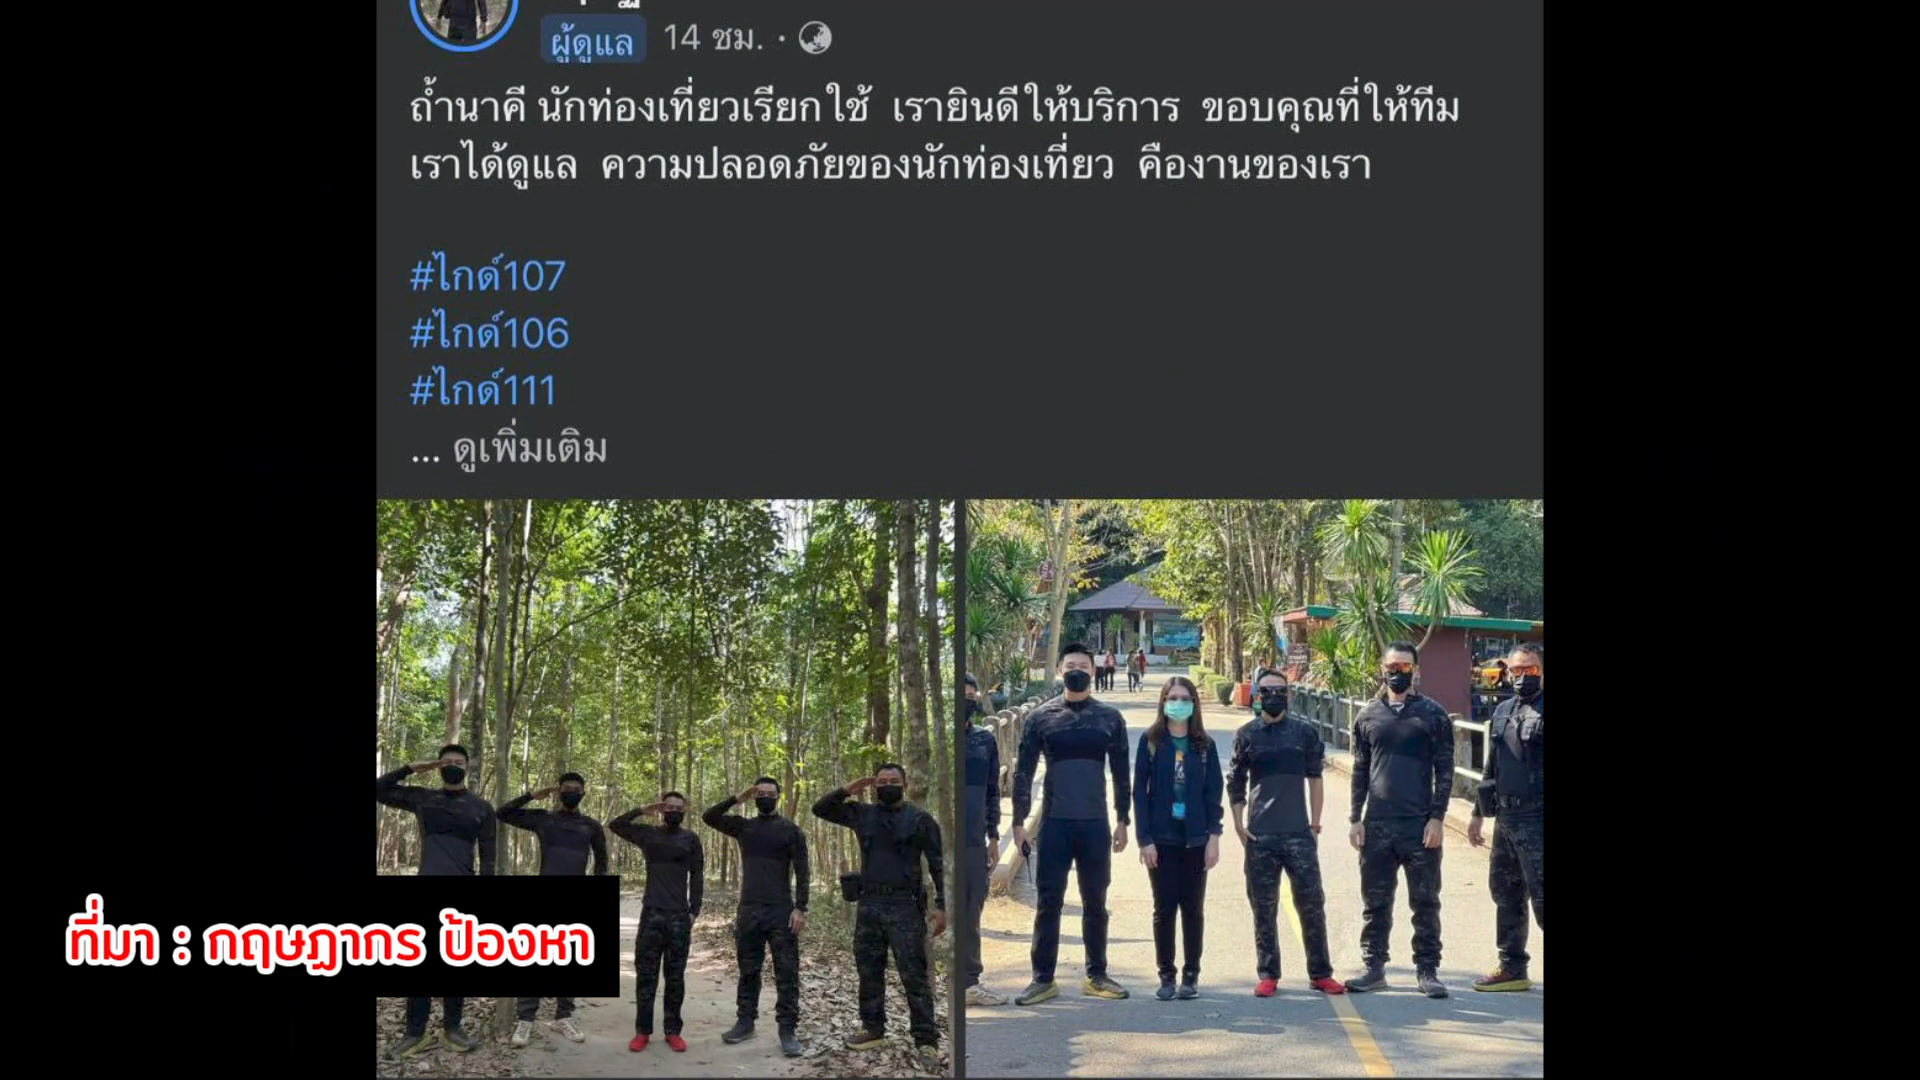 ผู้ดูแล 14 ชม. ·
ถ้ำนาคี นักท่องเที่ยวเรียกใช้ เรายินดีให้บริการ ขอบคุณที่ให้ทีม
เราได้ดูแล ความปลอดภัยของนักท่องเที่ยว คืองานของเรา
#ไกด์107
#ไกด์106
#ไกด์111
... ดูเพิ่มเติม
ที่มา : กฤษฏากร ป้องหา